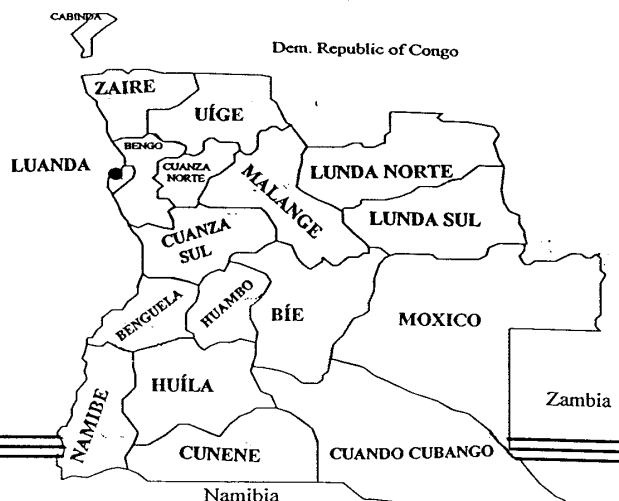 CABINDA
Dem. Republic of Congo
ZAIRE
UÍGE
BENGO
LUANDA
CUANZA
NORTE
MALANGE
LUNDA NORTE
LUNDA SUL
CUANZA
SUL
BENGUELA
HUAMBO
BÍE
MOXICO
HUÍLA
NAMIBE
Zambia
CUNENE
CUANDO CUBANGO
Namibia